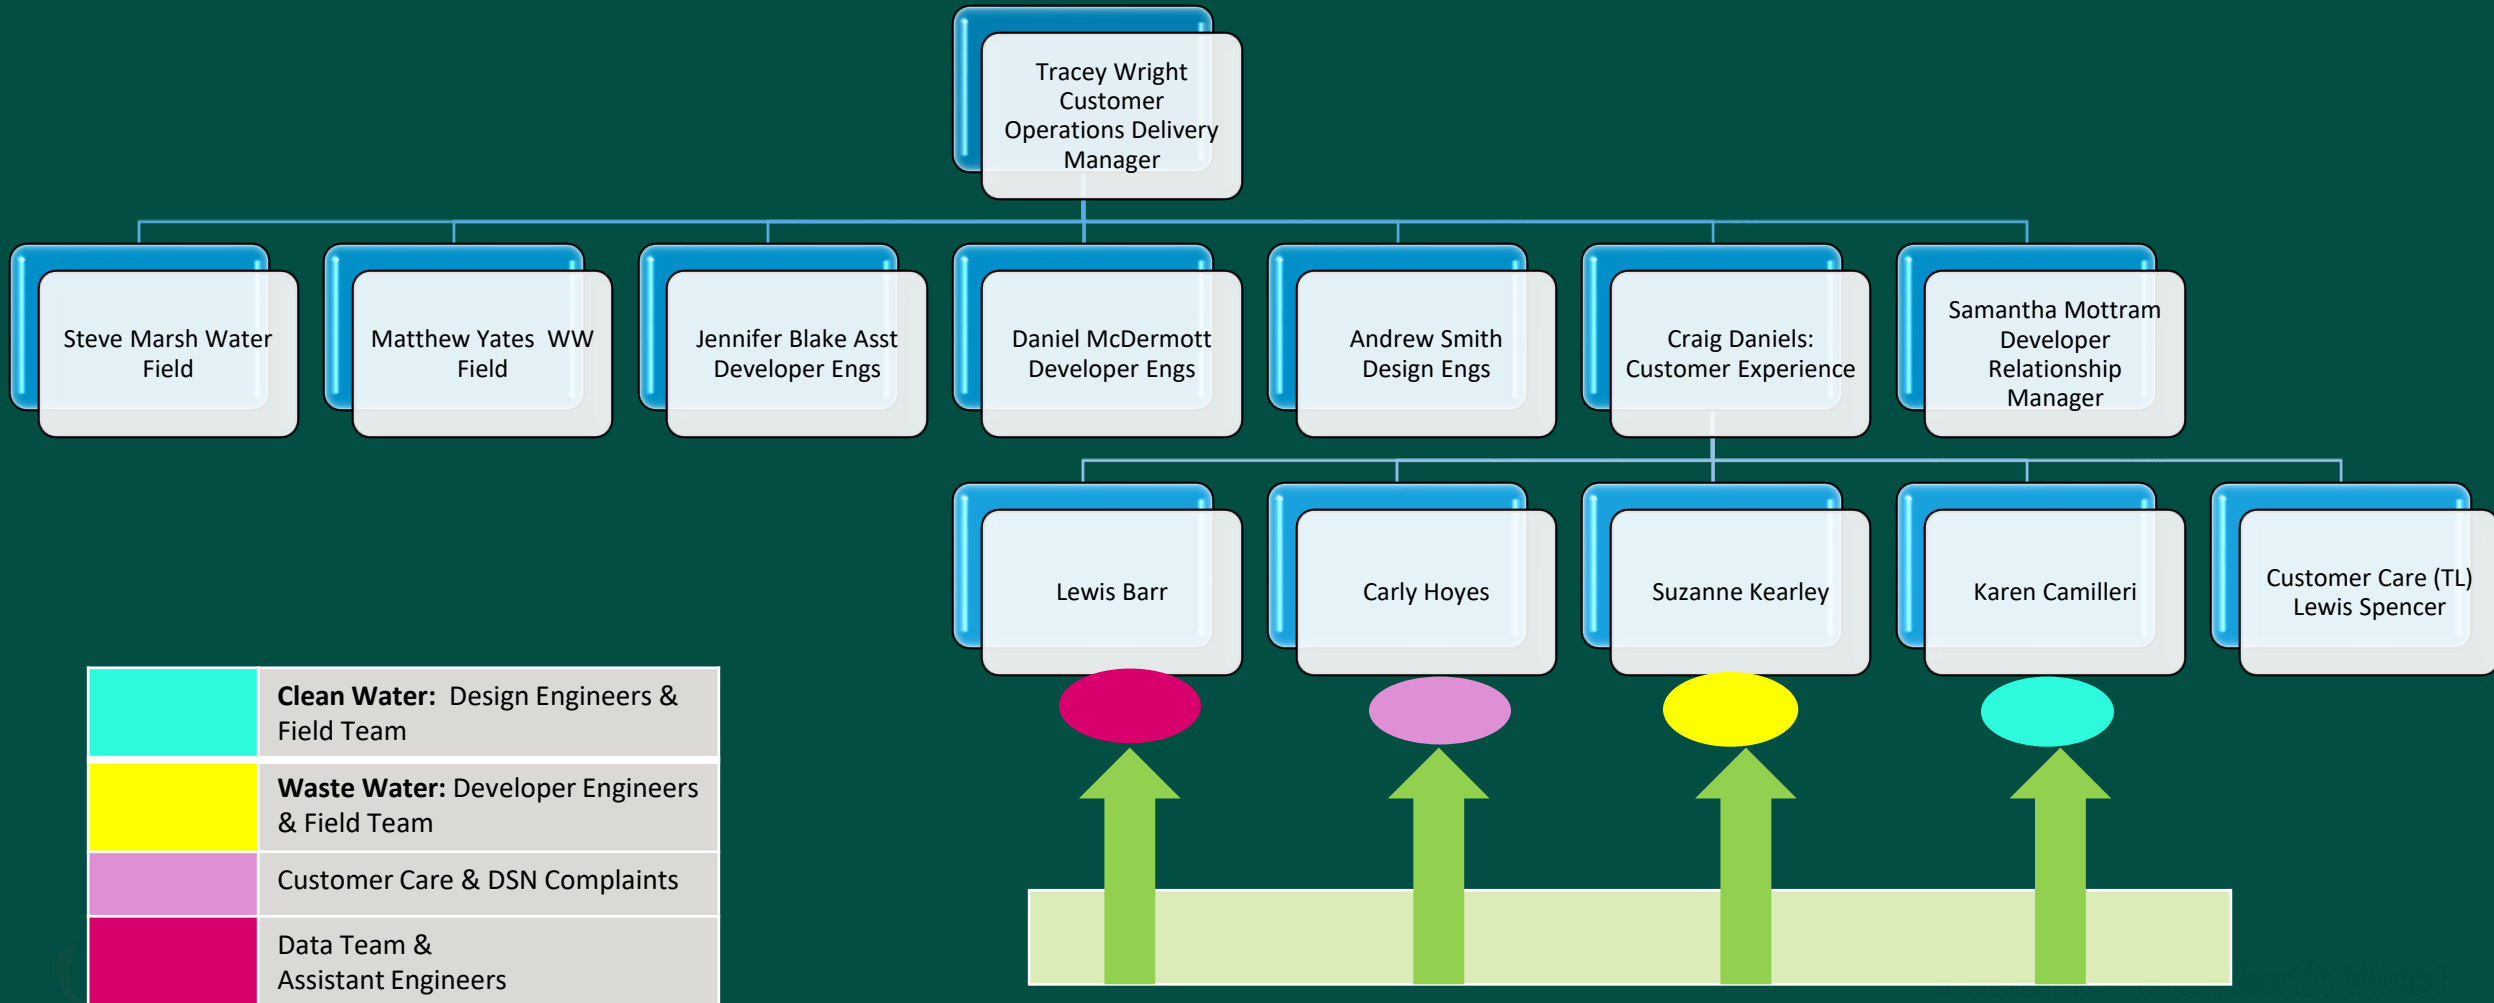 Tracey Wright
Customer
Operations Delivery
Manager
Steve Marsh Water
Field
Matthew Yates  WW
Field
Jennifer Blake Asst
Developer Engs
Daniel McDermott
Developer Engs
Andrew Smith
Design Engs
Craig Daniels:
Customer Experience
Samantha Mottram
Developer
Relationship
Manager
Lewis Barr
Carly Hoyes
Suzanne Kearley
Karen Camilleri
Customer Care (TL)
Lewis Spencer
Clean Water:  Design Engineers &
Field Team
Waste Water: Developer Engineers
& Field Team
Customer Care & DSN Complaints
Data Team &
Assistant Engineers